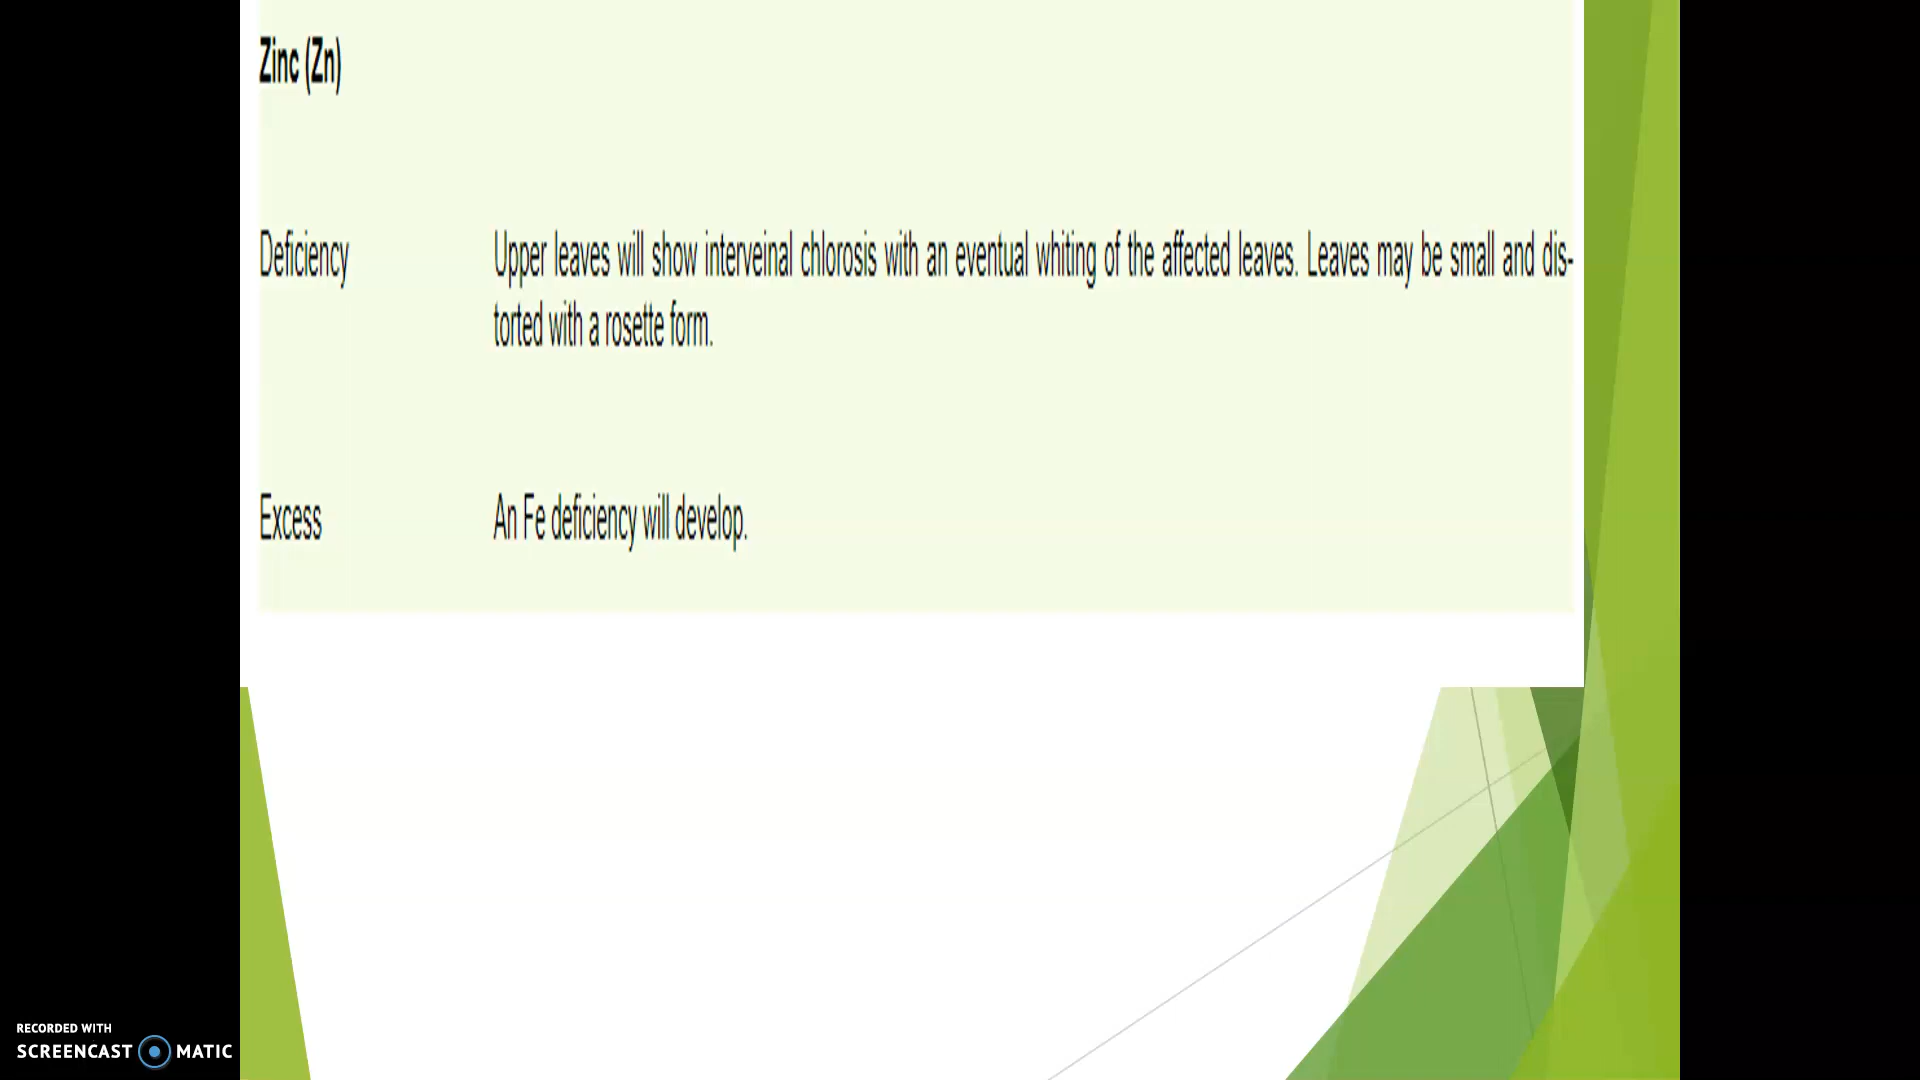 Zinc (Zn)
Deficiency Upper leaves will show interveinal chlorosis with an eventual whiting of the affected leaves. Leaves may be small and dis-
torted with a rosette form.
Excess An Fe deficiency will develop.
RECORDED WITH
SCREENCAST MATIC